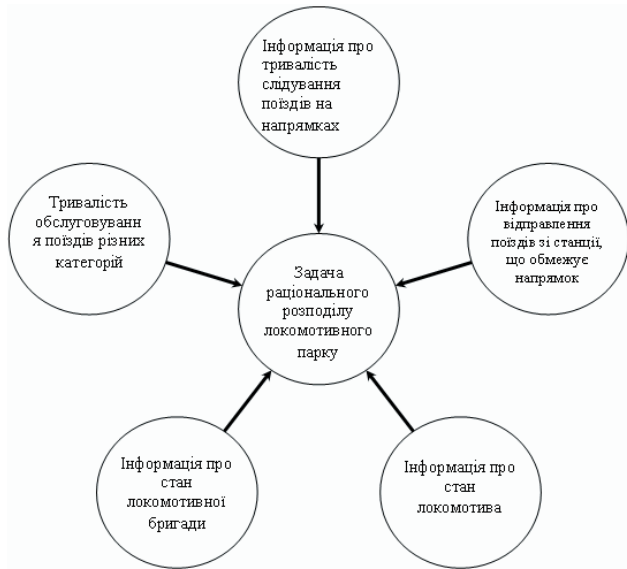 Інформація про
тривалість
слідування
поїздів на
напрямках
Тривалість
обслуговуванн
я поїздів різних
категорій
Інформація про
відправлення
поїздів зі станції,
що обмежує
напрямок
Задача
раціонального
розподілу
локомотивного
парку
Інформація про
стан
локомотивної
бригади
Інформація про
стан
локомотива